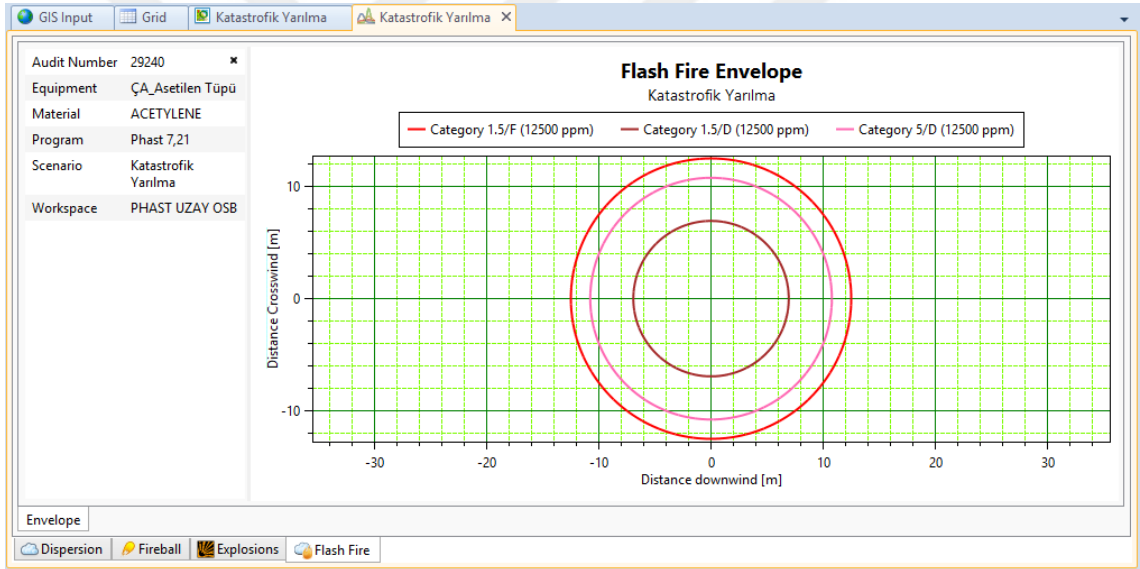 GIS Input Grid Katastrofik Yarılma Katastrofik Yarılma
Audit Number 29240
Equipment ÇA_Asetilen Tüpü
Material ACETYLENE
Program Phast 7,21
Scenario Katastrofik
Yarılma
Workspace PHAST UZAY OSB
Flash Fire Envelope
Katastrofik Yarılma
Category 1.5/F (12500 ppm) Category 1.5/D (12500 ppm) Category 5/D (12500 ppm)
Distance Crosswind [m]
10
0
-10
-30 -20 -10 0 10 20 30
Distance downwind [m]
Envelope
Dispersion Fireball Explosions Flash Fire